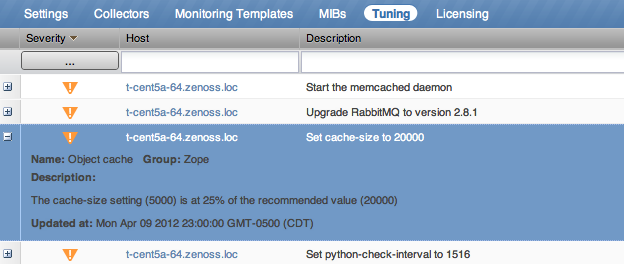 Settings Collectors Monitoring Templates MIBs Tuning Licensing
Severity Host Description
...
t-cent5a-64.zenoss.loc Start the memcached daemon
t-cent5a-64.zenoss.loc Upgrade RabbitMQ to version 2.8.1
t-cent5a-64.zenoss.loc Set cache-size to 20000
Name: Object cache Group: Zope
Description:
The cache-size setting (5000) is at 25% of the recommended value (20000)
Updated at: Mon Apr 09 2012 23:00:00 GMT-0500 (CDT)
t-cent5a-64.zenoss.loc Set python-check-interval to 1516